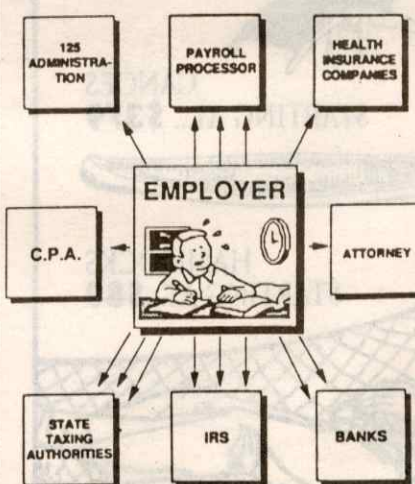 125
ADMINISTRA-
TION
PAYROLL
PROCESSOR
HEALTH
INSURANCE
COMPANIES
EMPLOYER
C.P.A.
ATTORNEY
STATE
TAXING
AUTHORITIES
IRS
BANKS